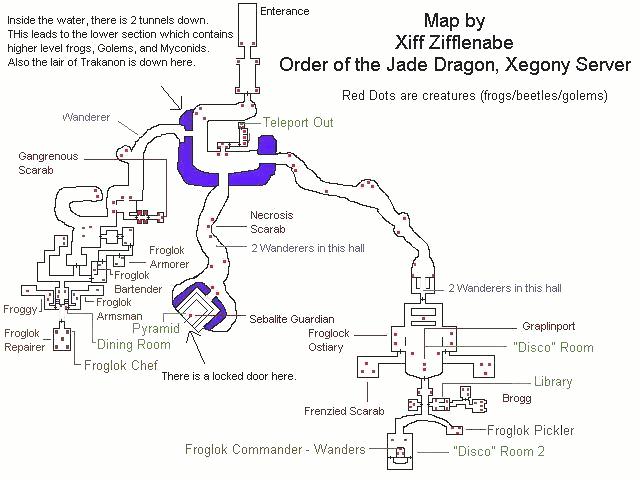 Inside the water, there is 2 tunnels down.
THis leads to the lower section which contains
higher level frogs, Golems, and Myconids.
Also the lair of Trakanon is down here.
Entrance
Map by
Xiff Zifflenabe
Order of the Jade Dragon, Xegony Server
Red Dots are creatures (frogs/beetles/golems)
Wanderer
Teleport Out
Gangrenous
Scarab
Necrosis
Scarab
2 Wanderers in this hall
Froglok
Armorer
Froglok
Bartender
Froglok
Armsman
Froggy
Froglok
Repairer
Dining Room
Froglok Chef
Pyramid
Sebalite Guardian
There is a locked door here.
2 Wanderers in this hall
Froglock
Ostiary
Graplinport
"Disco" Room
Library
Brogg
Frenzied Scarab
Froglok Pickler
Froglok Commander - Wanders
"Disco" Room 2